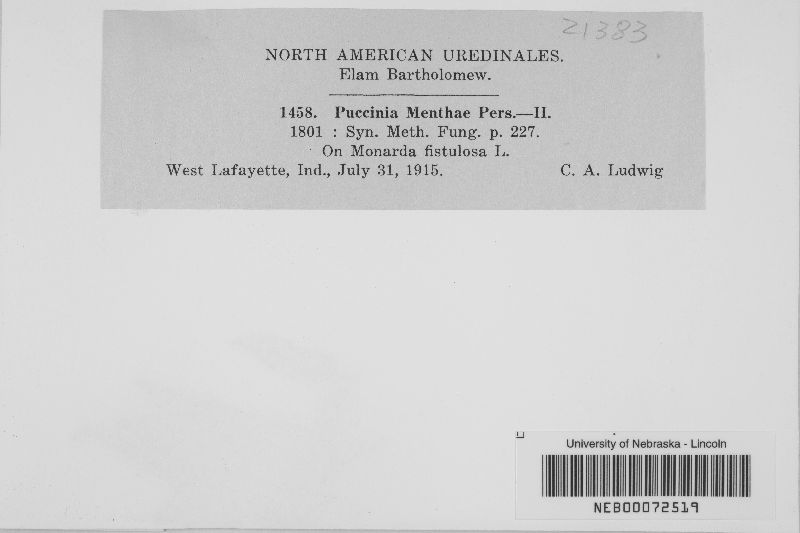 21383
NORTH AMERICAN UREDINALES.
Elam Bartholomew.
1458. Puccinia Menthae Pers.—II.
1801 : Syn. Meth. Fung. p. 227.
On Monarda fistulosa L.
West Lafayette, Ind., July 31, 1915. C. A. Ludwig
University of Nebraska - Lincoln
NEB00072519